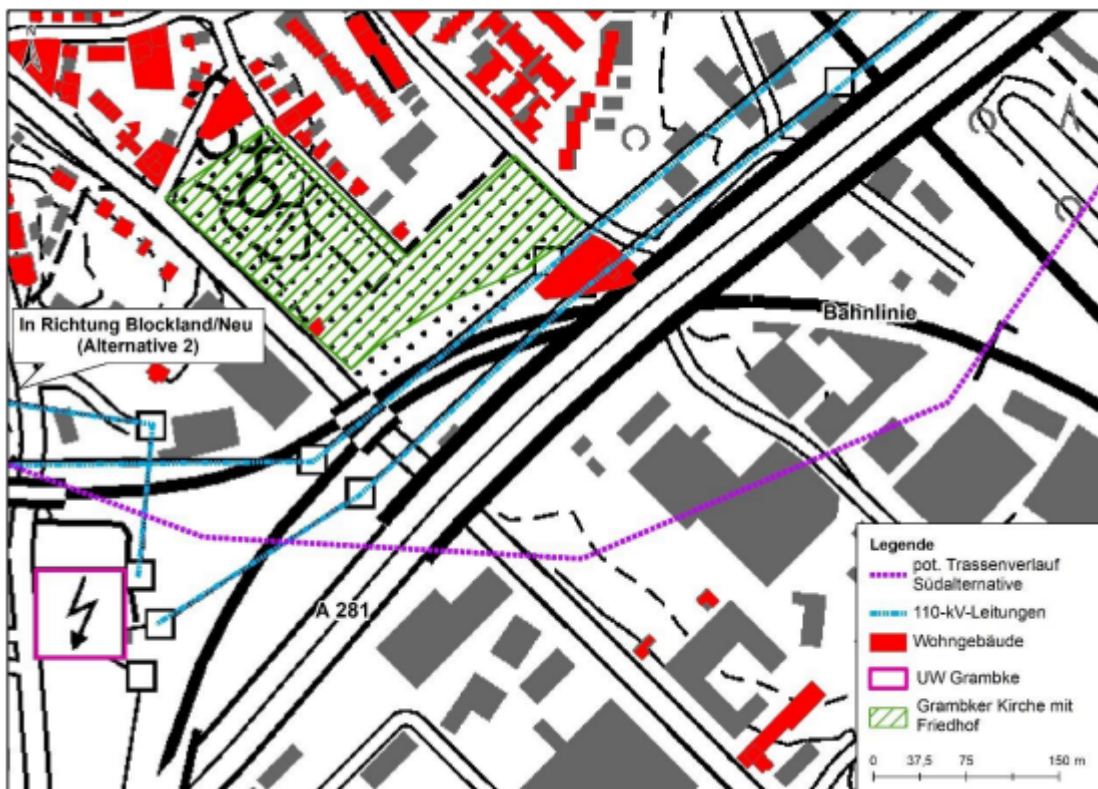 N
In Richtung Blockland/Neu
(Alternative 2)
Bahnlinie
A 281
Legende
pot. Trassenverlauf
Südalternative
110-kV-Leitungen
Wohngebäude
UW Grambke
Grambker Kirche mit
Friedhof
0 37,5 75 150 m